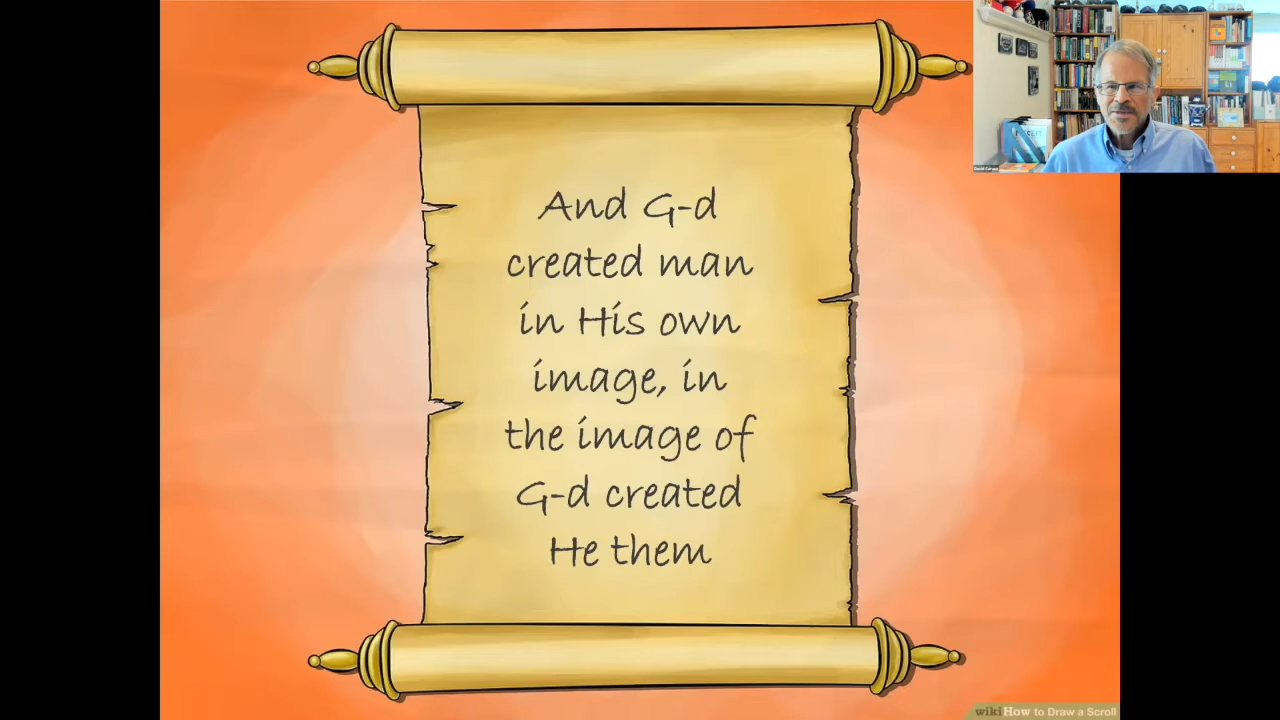 And G-d
created man
in His own
image, in
the image of
G-d created
He them
wikiHow to Draw a Scroll